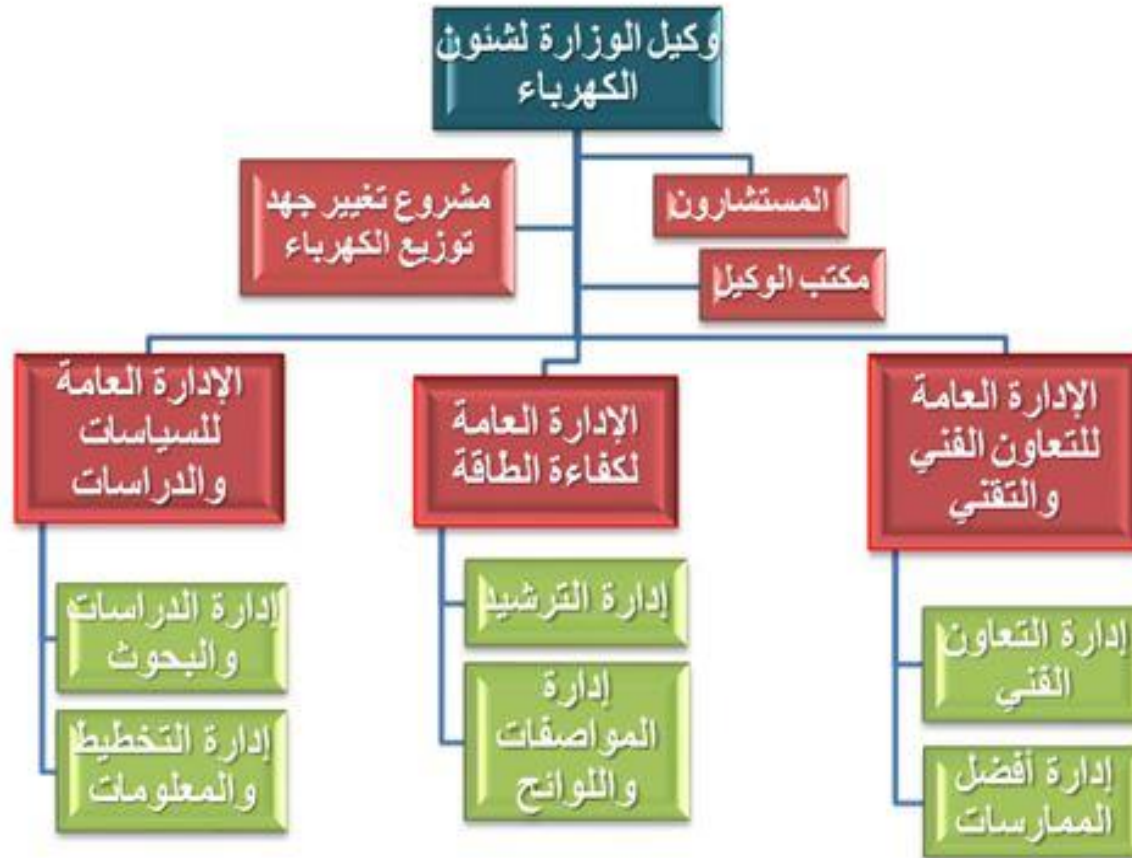 وكيل الوزارة لشئون
الكهرباء
المستشارون
مشروع تغيير جهد
توزيع الكهرباء
مكتب الوكيل
الإدارة العامة
للتعاون الفني
والتقني
إدارة التعاون
الفني
إدارة أفضل
الممارسات
الإدارة العامة
لكفاءة الطاقة
إدارة الترشيد
إدارة
المواصفات
واللوائح
الإدارة العامة
للسياسات
والدراسات
إدارة الدراسات
والبحوث
إدارة التخطيط
والمعلومات